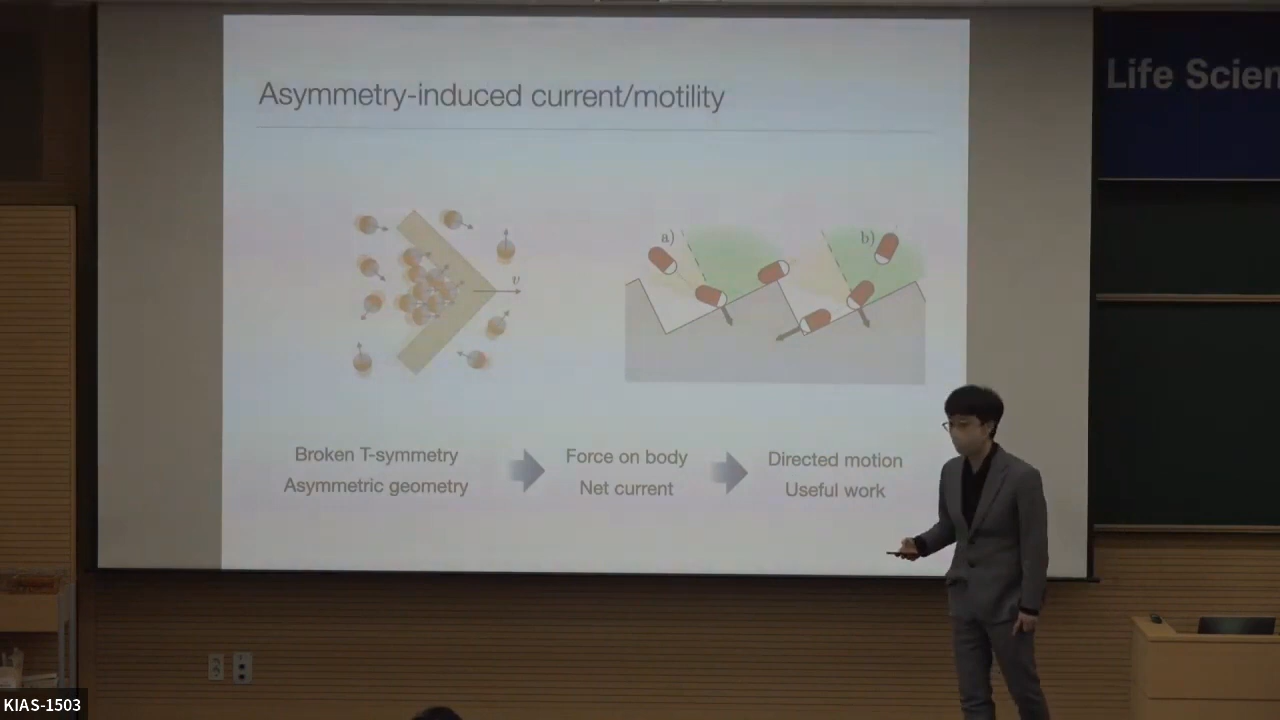 Life Scien
Asymmetry-induced current/motility
v
a)
b)
Broken T-symmetry
Asymmetric geometry
Force on body
Net current
Directed motion
Useful work
KIAS-1503